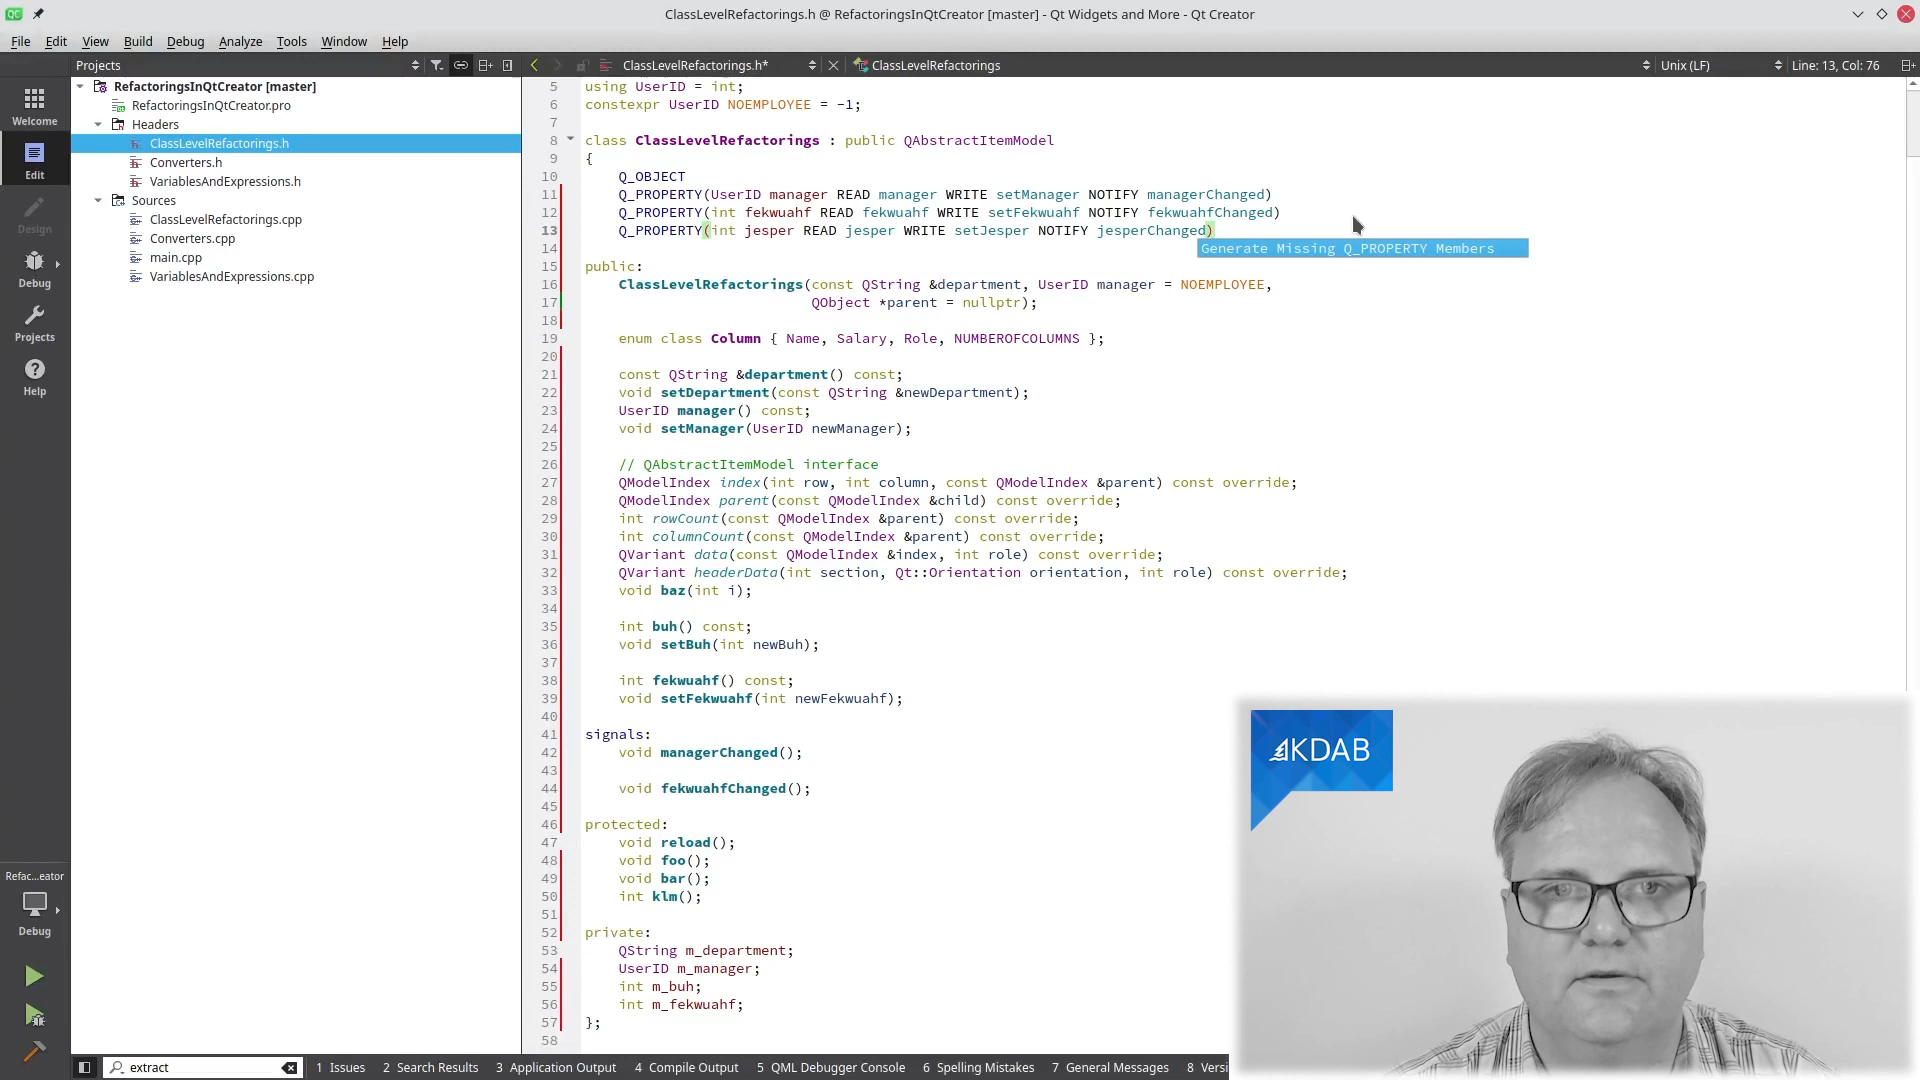 ClassLevelRefactorings.h @ RefactoringsInQtCreator [master] - Qt Widgets and More - Qt Creator
File Edit View Build Debug Analyze Tools Window Help
Projects
ClassLevelRefactorings.h*
ClassLevelRefactorings
Unix (LF)
Line: 13, Col: 76
Welcome
Edit
Design
Debug
Projects
Help
RefactoringsInQtCreator [master]
RefactoringsInQtCreator.pro
Headers
ClassLevelRefactorings.h
Converters.h
VariablesAndExpressions.h
Sources
ClassLevelRefactorings.cpp
Converters.cpp
main.cpp
VariablesAndExpressions.cpp
5 using UserID = int;
6 constexpr UserID NOEMPLOYEE = -1;
7
8 class ClassLevelRefactorings : public QAbstractItemModel
9 {
10 Q_OBJECT
11 Q_PROPERTY(UserID manager READ manager WRITE setManager NOTIFY managerChanged)
12 Q_PROPERTY(int fekwuahf READ fekwuahf WRITE setFekwuahf NOTIFY fekwuahfChanged)
13 Q_PROPERTY(int jesper READ jesper WRITE setJesper NOTIFY jesperChanged)
Generate Missing Q_PROPERTY Members
14
15 public:
16 ClassLevelRefactorings(const QString &department, UserID manager = NOEMPLOYEE,
17 QObject *parent = nullptr);
18
19 enum class Column { Name, Salary, Role, NUMBEROFCOLUMNS };
20
21 const QString &department() const;
22 void setDepartment(const QString &newDepartment);
23 UserID manager() const;
24 void setManager(UserID newManager);
25
26 // QAbstractItemModel interface
27 QModelIndex index(int row, int column, const QModelIndex &parent) const override;
28 QModelIndex parent(const QModelIndex &child) const override;
29 int rowCount(const QModelIndex &parent) const override;
30 int columnCount(const QModelIndex &parent) const override;
31 QVariant data(const QModelIndex &index, int role) const override;
32 QVariant headerData(int section, Qt::Orientation orientation, int role) const override;
33 void baz(int i);
34
35 int buh() const;
36 void setBuh(int newBuh);
37
38 int fekwuahf() const;
39 void setFekwuahf(int newFekwuahf);
40
41 signals:
42 void managerChanged();
43
44 void fekwuahfChanged();
45
46 protected:
47 void reload();
48 void foo();
49 void bar();
50 int klm();
51
52 private:
53 QString m_department;
54 UserID m_manager;
55 int m_buh;
56 int m_fekwuahf;
57 };
58
KDAB
Refac...eator
Debug
extract
1 Issues 2 Search Results 3 Application Output 4 Compile Output 5 QML Debugger Console 6 Spelling Mistakes 7 General Messages 8 Versi